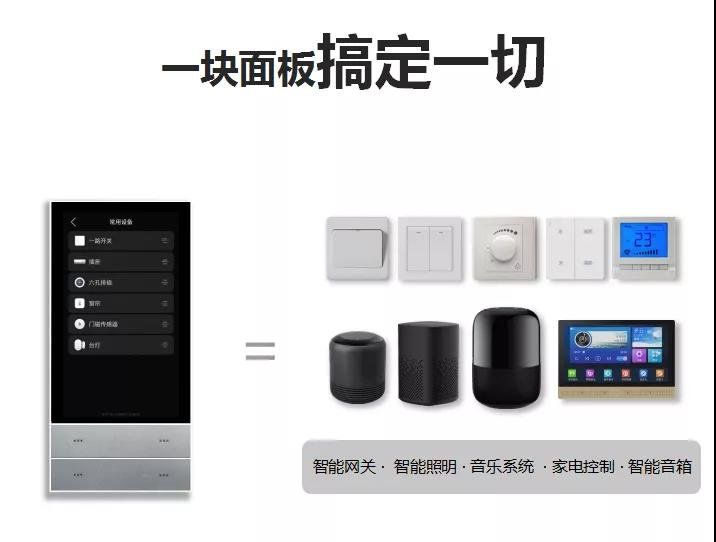 一块面板搞定一切
常用设备
一路开关
插座
六孔排插
窗帘
门磁传感器
台灯
23
智能网关 · 智能照明 · 音乐系统 · 家电控制 · 智能音箱